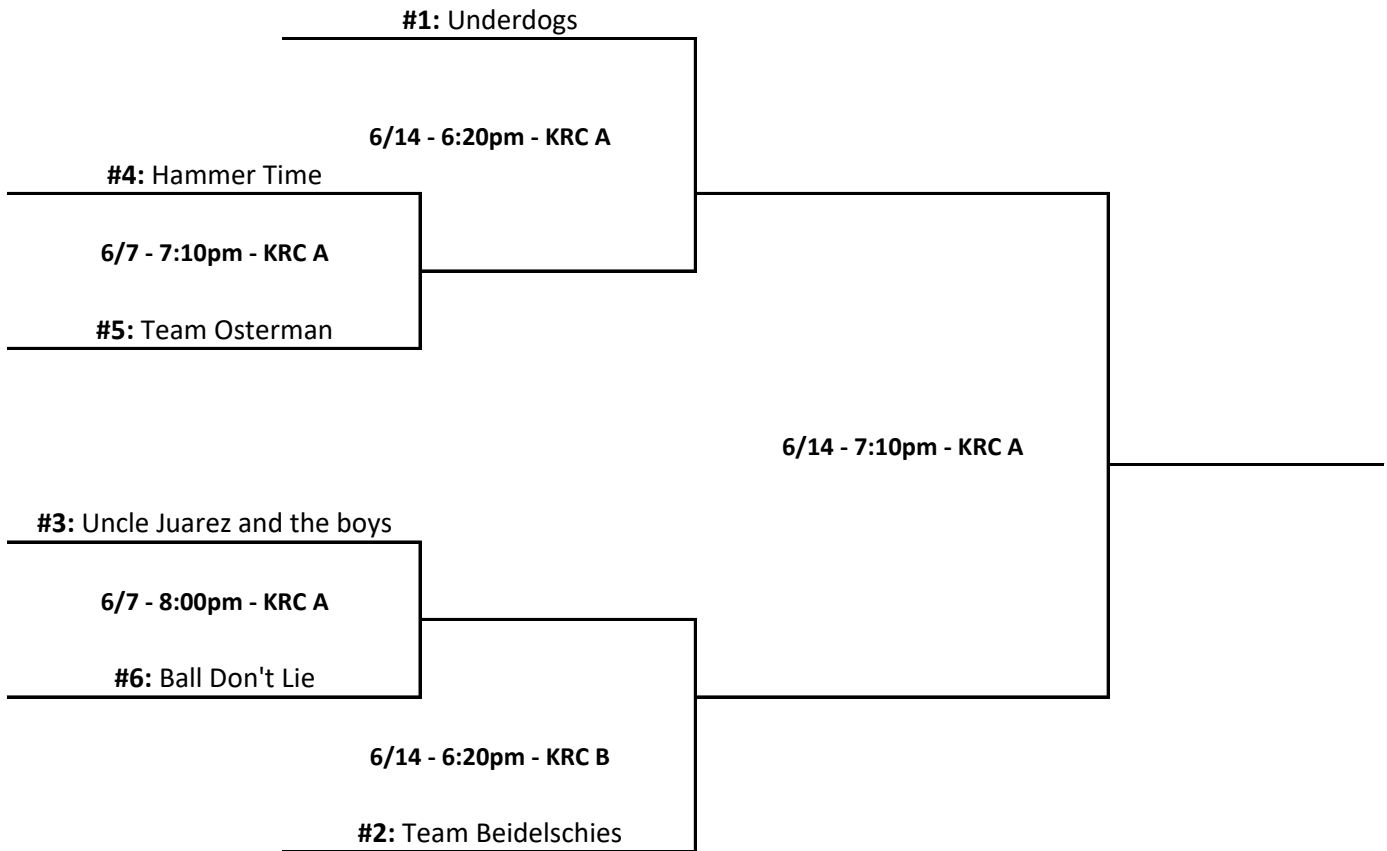 #1: Underdogs
6/14 - 6:20pm - KRC A
#4: Hammer Time
6/7 - 7:10pm - KRC A
#5: Team Osterman
6/14 - 7:10pm - KRC A
#3: Uncle Juarez and the boys
6/7 - 8:00pm - KRC A
#6: Ball Don't Lie
6/14 - 6:20pm - KRC B
#2: Team Beidelschies